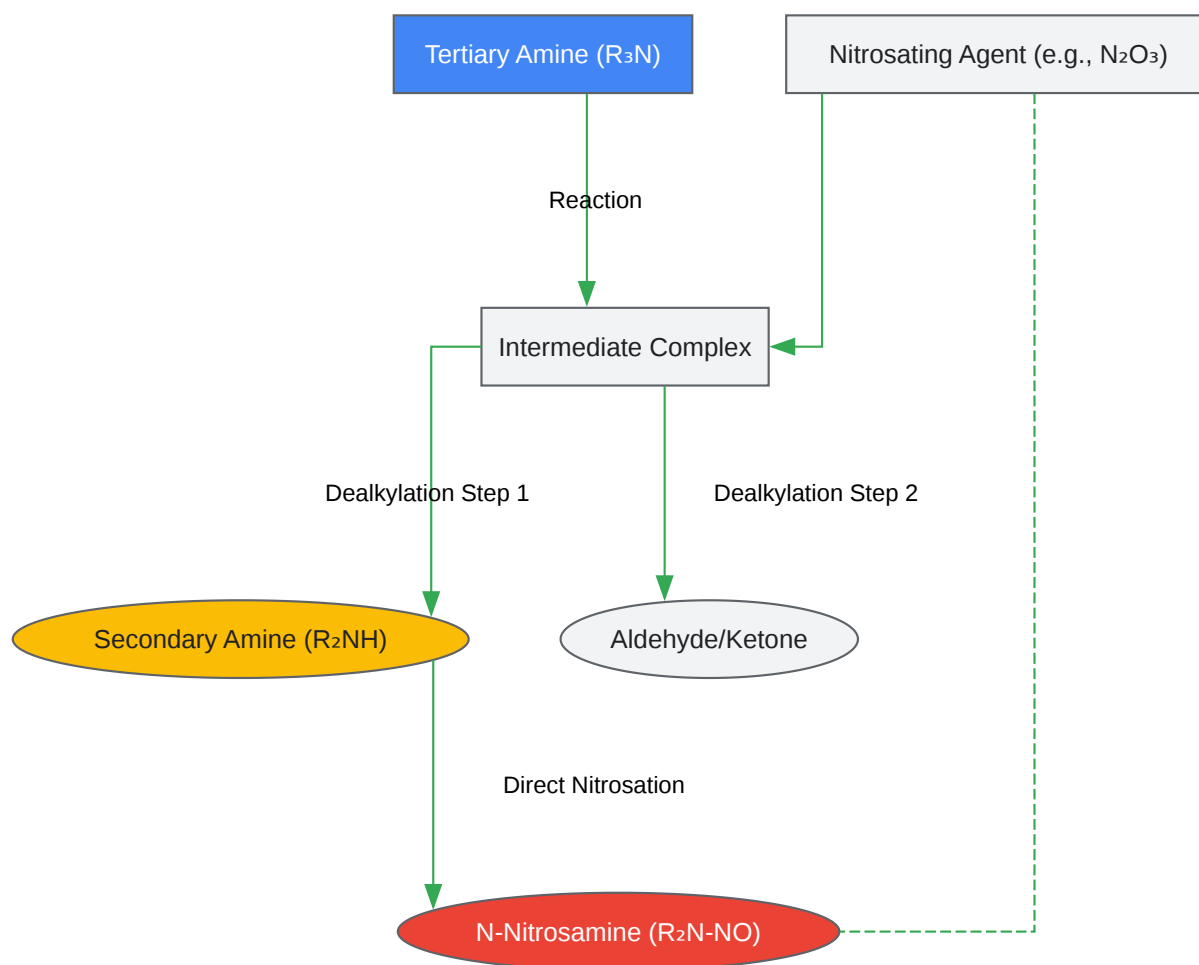 Tertiary Amine (R₃N)
Nitrosating Agent (e.g., N₂O₃)
Reaction
Intermediate Complex
Dealkylation Step 1
Dealkylation Step 2
Secondary Amine (R₂NH)
Aldehyde/Ketone
Direct Nitrosation
N-Nitrosamine (R₂N-NO)